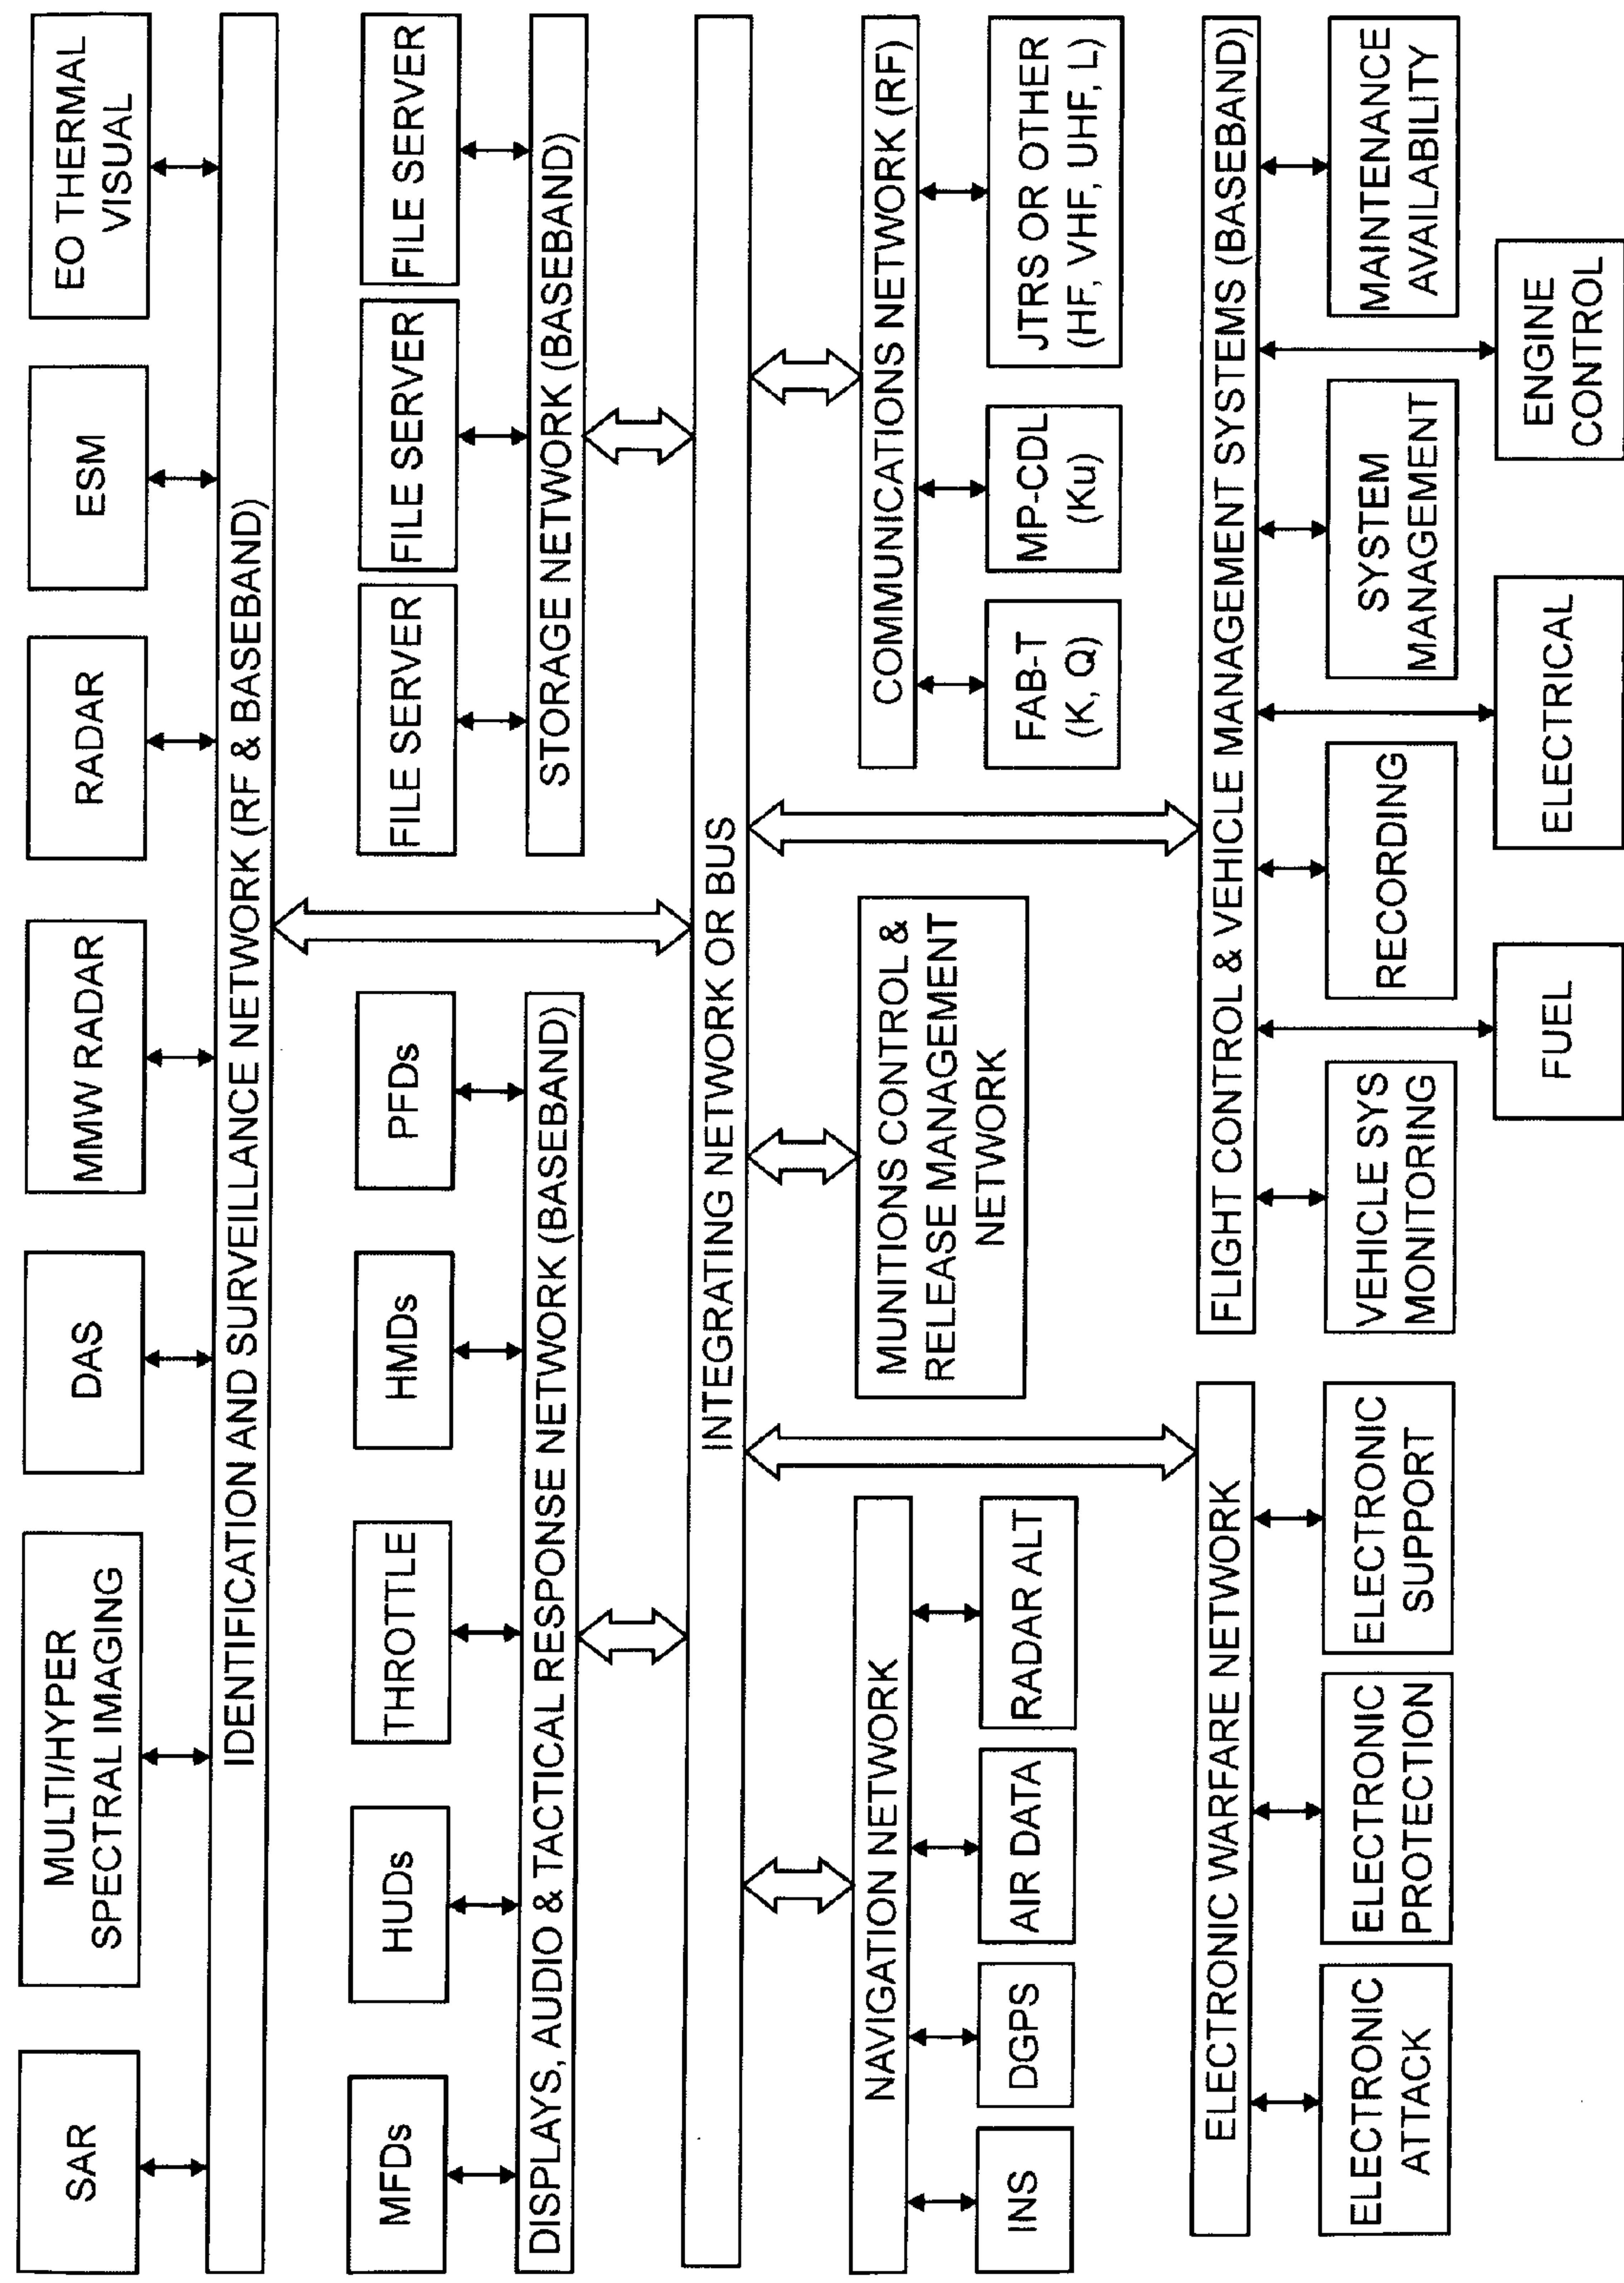 SAR
MULTI/HYPER
SPECTRAL IMAGING
DAS
MMW RADAR
RADAR
ESM
EO THERMAL
VISUAL
IDENTIFICATION AND SURVEILLANCE NETWORK (RF & BASEBAND)
MFDs
HUDs
THROTTLE
HMDs
PFDs
FILE SERVER
FILE SERVER
FILE SERVER
DISPLAYS, AUDIO & TACTICAL RESPONSE NETWORK (BASEBAND)
STORAGE NETWORK (BASEBAND)
INTEGRATING NETWORK OR BUS
NAVIGATION NETWORK
INS
DGPS
AIR DATA
RADAR ALT
MUNITIONS CONTROL &
RELEASE MANAGEMENT
NETWORK
COMMUNICATIONS NETWORK (RF)
FAB-T
(K, Q)
MP-CDL
(Ku)
JTRS OR OTHER
(HF, VHF, UHF, L)
ELECTRONIC WARFARE NETWORK
ELECTRONIC
ATTACK
ELECTRONIC
PROTECTION
ELECTRONIC
SUPPORT
FLIGHT CONTROL & VEHICLE MANAGEMENT SYSTEMS (BASEBAND)
VEHICLE SYS
MONITORING
RECORDING
SYSTEM
MANAGEMENT
MAINTENANCE
AVAILABILITY
FUEL
ELECTRICAL
ENGINE
CONTROL